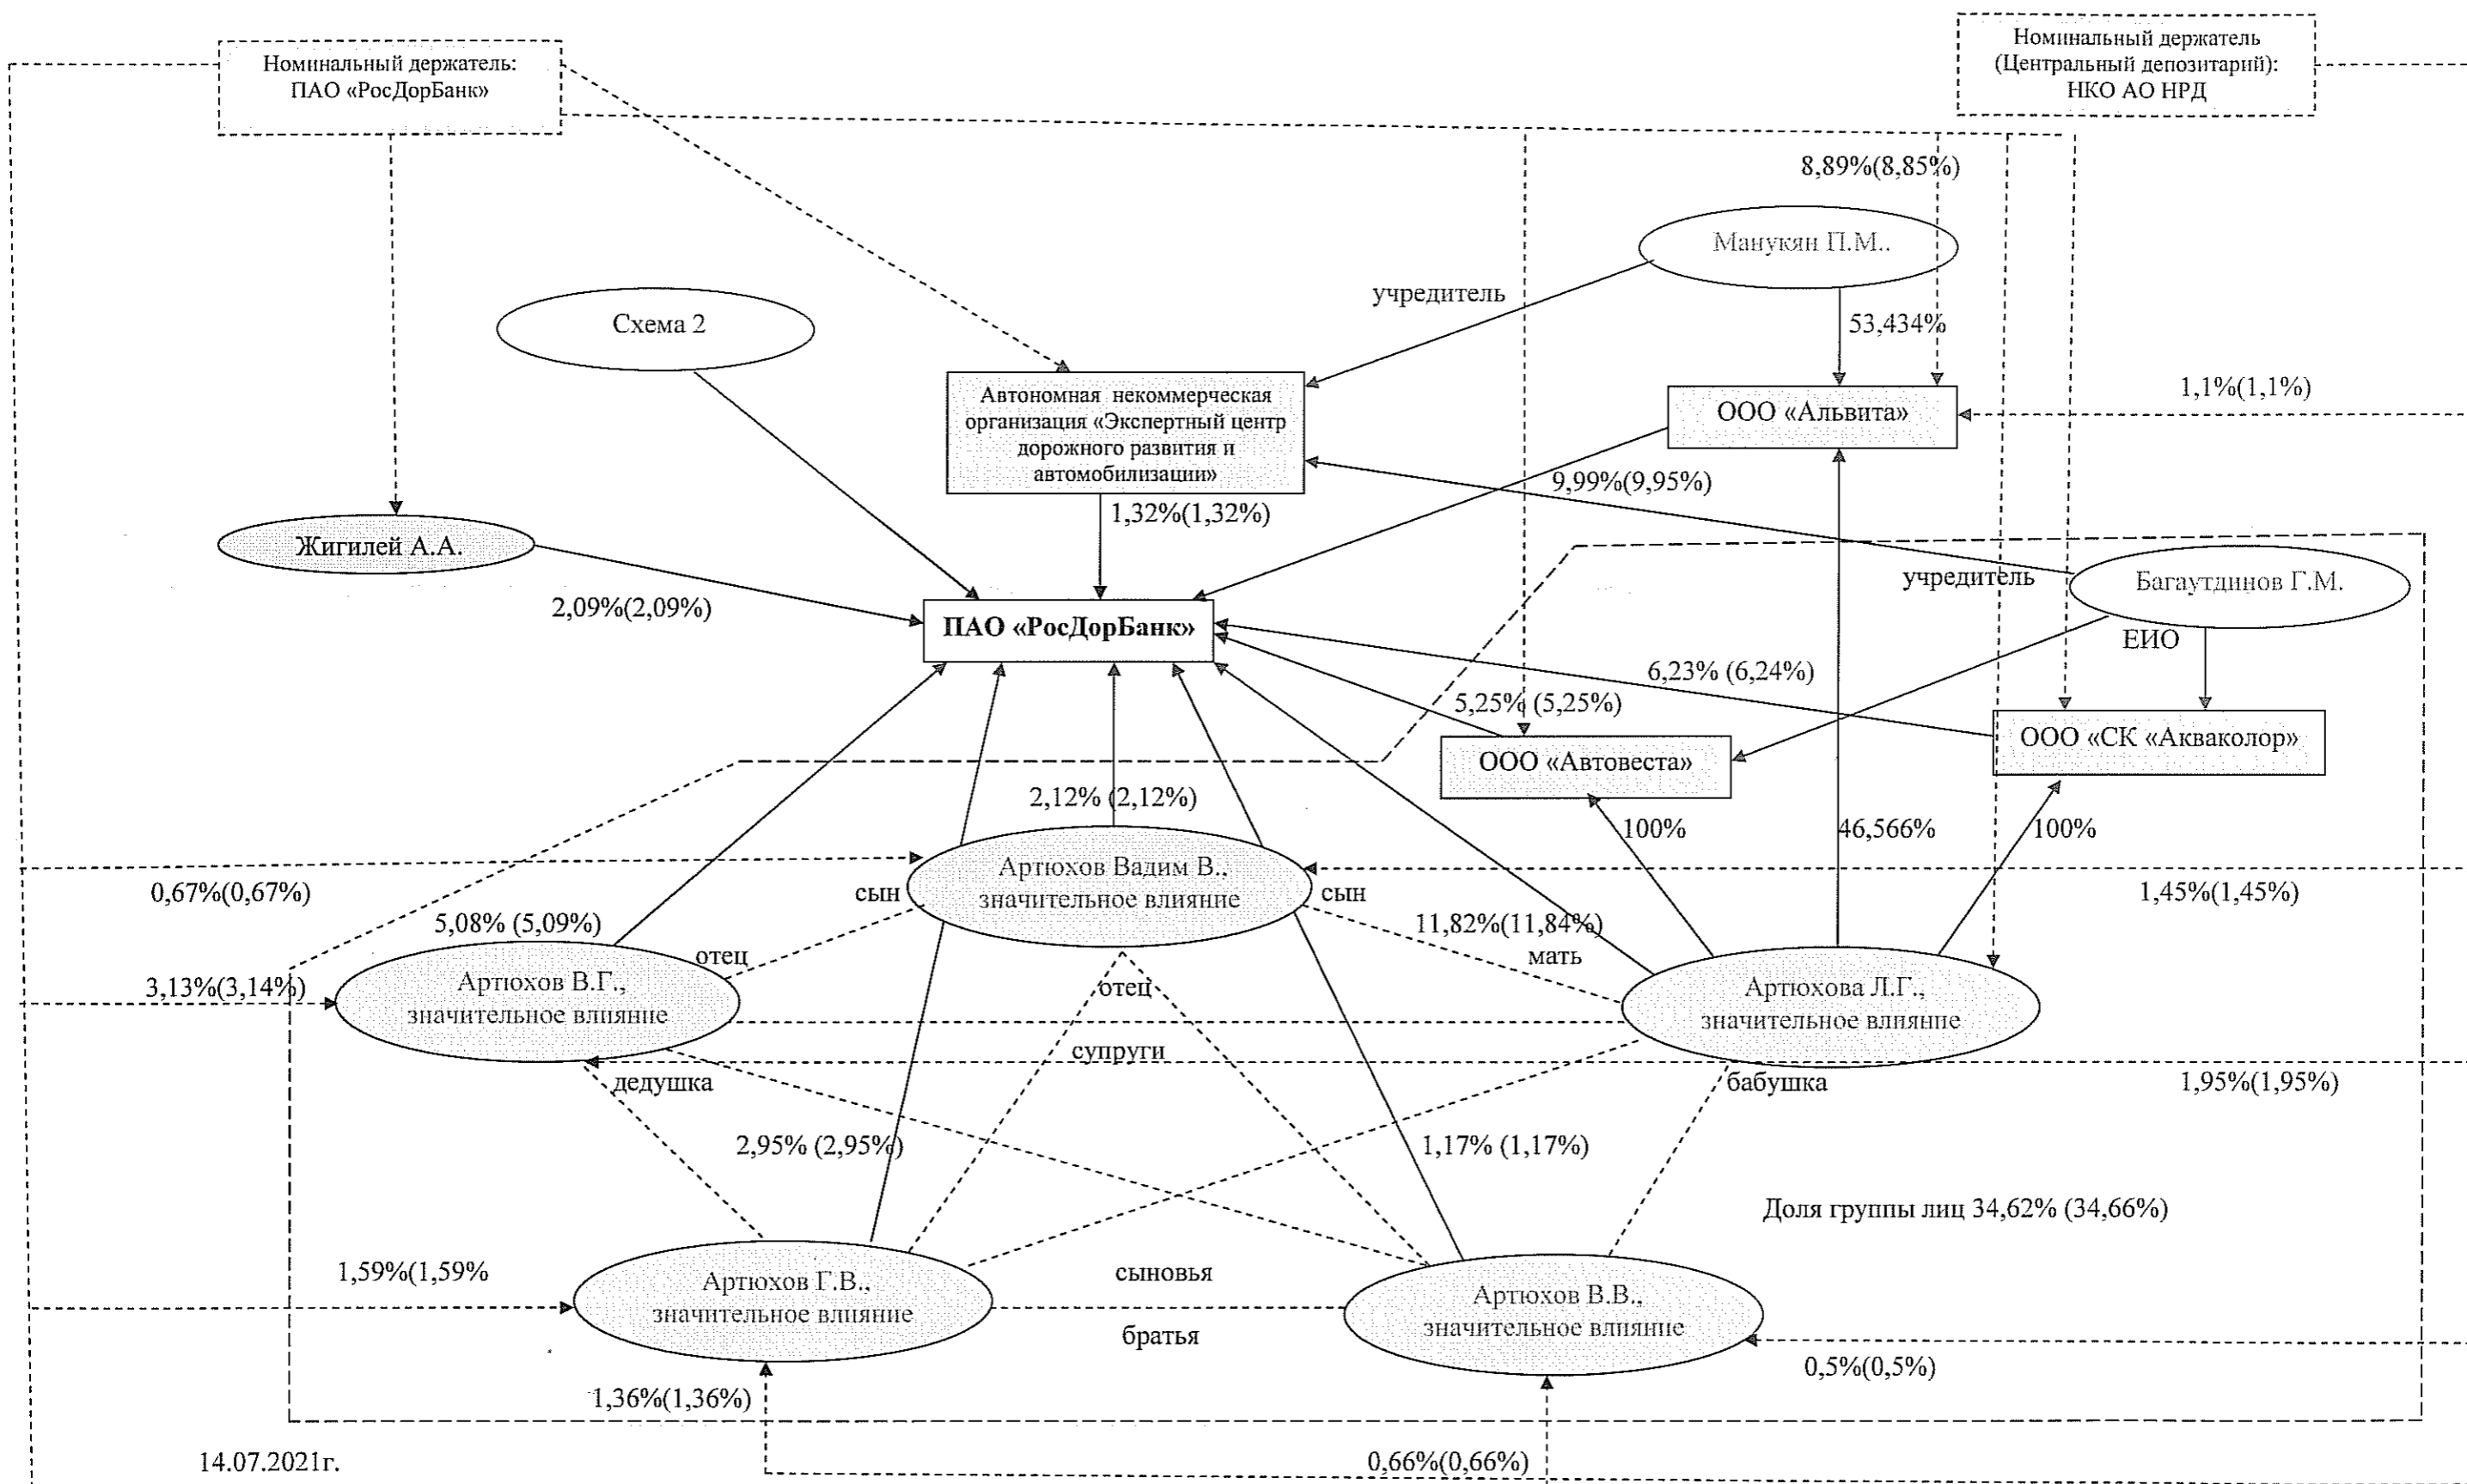 Номинальный держатель:
ПАО «РосДорБанк»
Номинальный держатель
(Центральный депозитарий):
НКО АО НРД
8,89%(8,85%)
Манукян П.М..
учредитель
Схема 2
53,434%
Автономная некоммерческая
организация «Экспертный центр
дорожного развития и
автомобилизации»
ООО «Альвита»
1,1%(1,1%)
9,99%(9,95%)
1,32%(1,32%)
Жигилей А.А.
2,09%(2,09%)
учредитель
Багаутдинов Г.М.
ПАО «РосДорБанк»
ЕИО
6,23% (6,24%)
5,25% (5,25%)
ООО «СК «Акваколор»
ООО «Автовеста»
2,12% (2,12%)
100%
46,566%
100%
Артюхов Вадим В.,
значительное влияние
0,67%(0,67%)
сын
сын
1,45%(1,45%)
5,08% (5,09%)
11,82%(11,84%)
отец
мать
Артюхов В.Г.,
значительное влияние
3,13%(3,14%)
отец
Артюхова Л.Г.,
значительное влияние
супруги
дедушка
бабушка
1,95%(1,95%)
2,95% (2,95%)
1,17% (1,17%)
Доля группы лиц 34,62% (34,66%)
1,59%(1,59%
Артюхов Г.В.,
значительное влияние
сыновья
братья
Артюхов В.В.,
значительное влияние
0,5%(0,5%)
1,36%(1,36%)
14.07.2021г.
0,66%(0,66%)